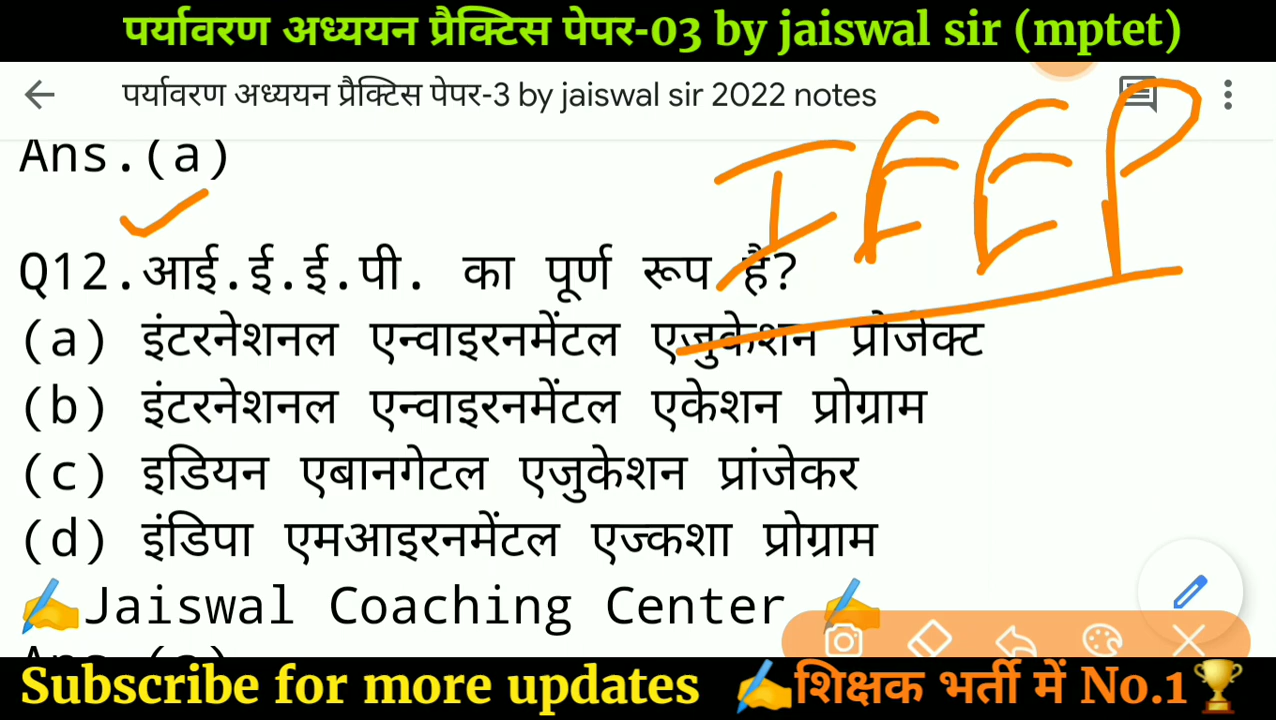 पर्यावरण अध्ययन प्रैक्टिस पेपर-03 by jaiswal sir (mptet)
पर्यावरण अध्ययन प्रैक्टिस पेपर-3 by jaiswal sir 2022 notes
Ans.(a)
IEEP
Q12.आई.ई.ई.पी. का पूर्ण रूप है?
(a) इंटरनेशनल एन्वाइरनमेंटल एजुकेशन प्रोजेक्ट
(b) इंटरनेशनल एन्वाइरनमेंटल एकेशन प्रोग्राम
(c) इडियन एबानगेटल एजुकेशन प्रांजेकर
(d) इंडिपा एमआइरनमेंटल एज्कशा प्रोग्राम
✍️Jaiswal Coaching Center ✍️
Subscribe for more updates ✍️शिक्षक भर्ती में No.1🏆